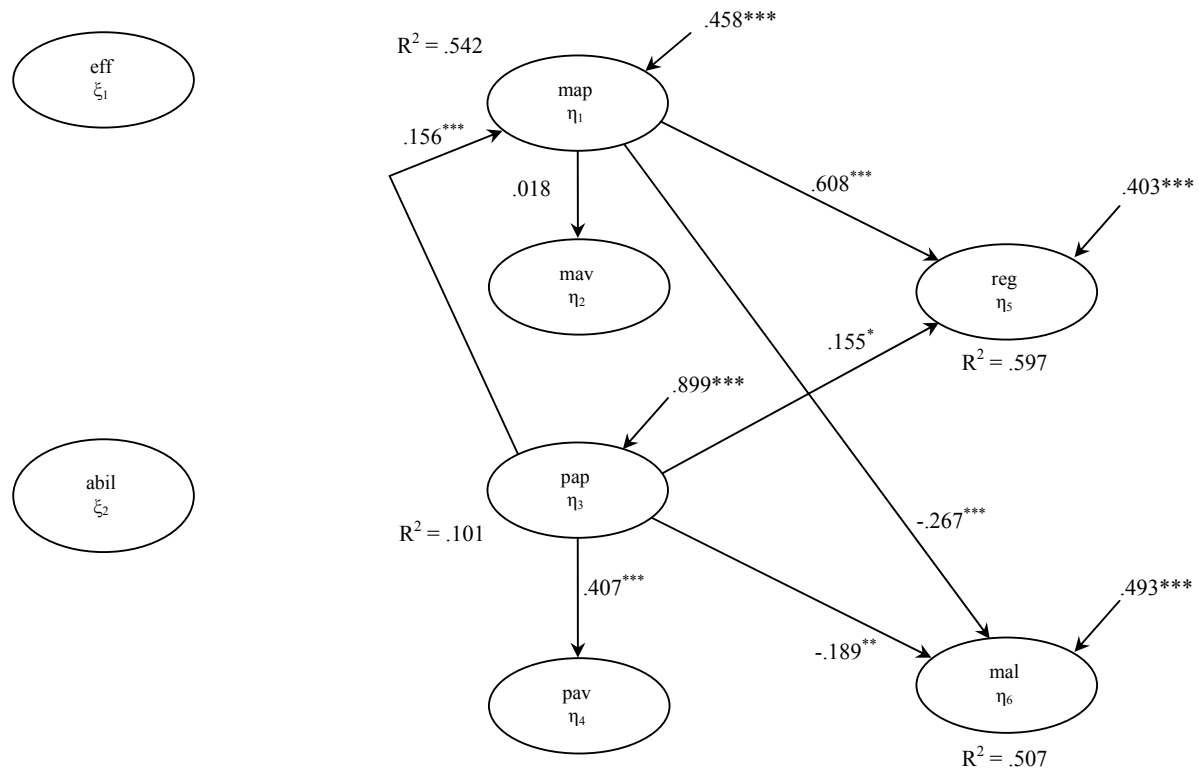 .458***
R² = .542
eff
ξ₁
map
η₁
.156***
.018
.608***
.403***
mav
η₂
reg
η₅
.155*
R² = .597
.899***
abil
ξ₂
pap
η₃
R² = .101
-.267***
.407***
.493***
-.189**
pav
η₄
mal
η₆
R² = .507